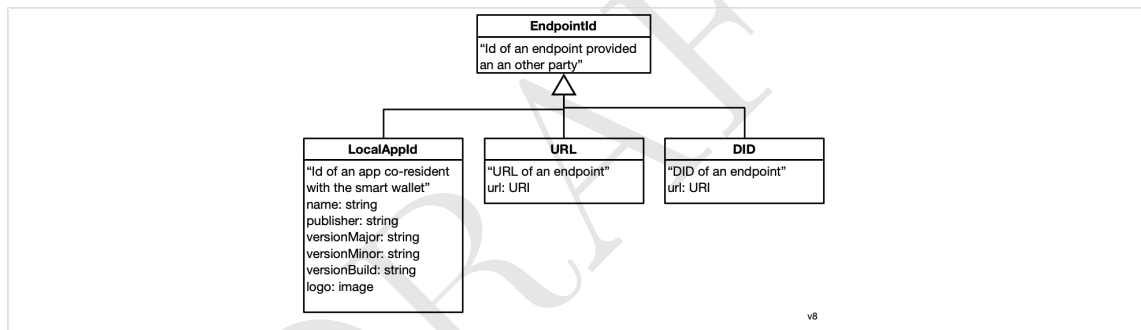 EndpointId
“Id of an endpoint provided
an an other party”
LocalAppId
“Id of an app co-resident
with the smart wallet”
name: string
publisher: string
versionMajor: string
versionMinor: string
versionBuild: string
logo: image
URL
“URL of an endpoint”
url: URI
DID
“DID of an endpoint”
url: URI
v8